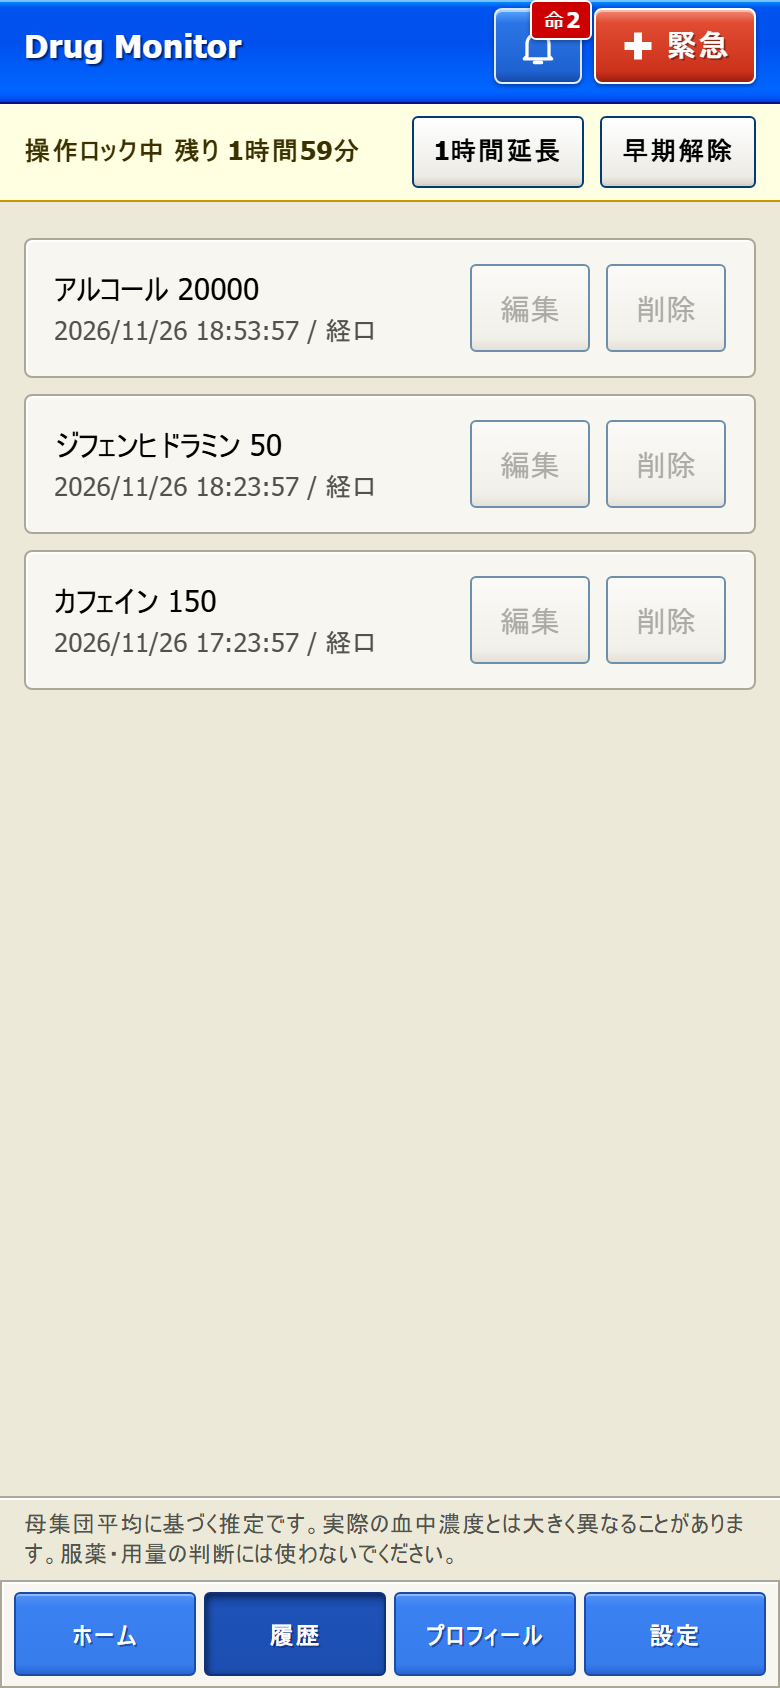 Drug Monitor
命2
緊急
操作ロック中 残り 1時間59分
1時間延長
早期解除
アルコール 20000
2026/11/26 18:53:57 / 経口
編集
削除
ジフェンヒドラミン 50
2026/11/26 18:23:57 / 経口
編集
削除
カフェイン 150
2026/11/26 17:23:57 / 経口
編集
削除
母集団平均に基づく推定です。実際の血中濃度とは大きく異なることがありま
す。服薬・用量の判断には使わないでください。
ホーム
履歴
プロフィール
設定